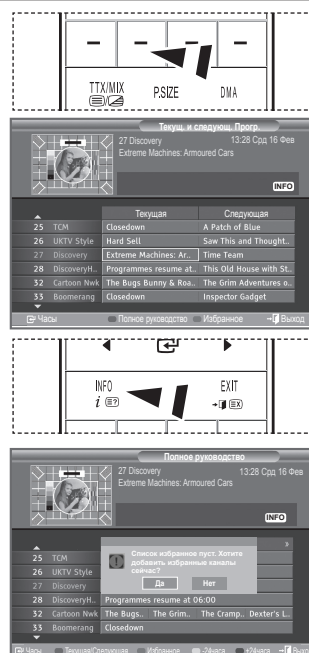 TTX/MIX P.SIZE DMA
Текущ. и следующ. Прогр.
27 Discovery 13:28 Срд 16 Фев
Extreme Machines: Armoured Cars
INFO
Текущая Следующая
25 TCM Closedown A Patch of Blue
26 UKTV Style Hard Sell Saw This and Thought..
27 Discovery Extreme Machines: Ar.. Time Team
28 DiscoveryH.. Programmes resume at.. This Old House with St..
32 Cartoon Nwk The Bugs Bunny & Roa.. The Grim Adventures o..
33 Boomerang Closedown Inspector Gadget
Часы Полное руководство Избранное Выход
INFO EXIT
Полное руководство
27 Discovery 13:28 Срд 16 Фев
Extreme Machines: Armoured Cars
INFO
25 TCM
26 UKTV Style
27 Discovery
Список избранное пуст. Хотите
добавить избранные каналы
сейчас?
Да Нет
28 DiscoveryH.. Programmes resume at 06:00
32 Cartoon Nwk The Bugs.. The Grim.. The Cramp.. Dexter's L..
33 Boomerang Closedown
Часы Текущая/Следующая Избранное -24часа +24часа Выход